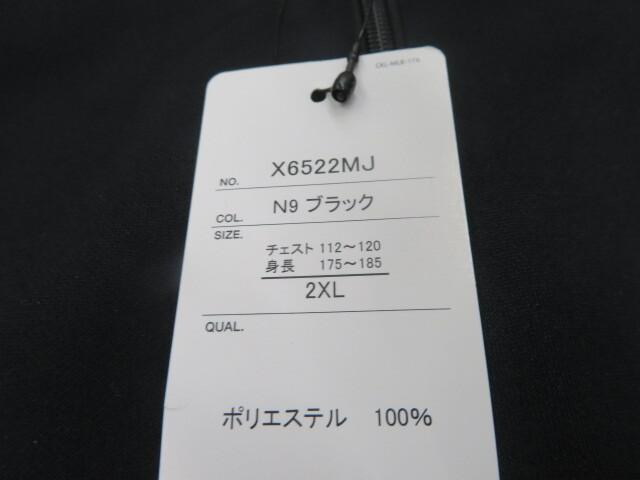 NO. X6522MJ
COL. N9 ブラック
SIZE.
チェスト 112～120
身長 175～185
2XL
QUAL.
ポリエステル 100%